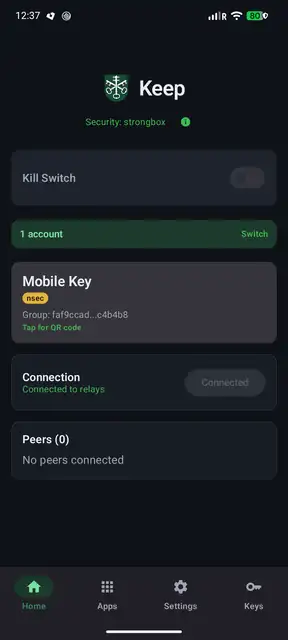 12:37
R
80
Keep
Security: strongbox
Kill Switch
1 account
Switch
Mobile Key
nsec
Group: faf9ccad...c4b4b8
Tap for QR code
Connection
Connected to relays
Connected
Peers (0)
No peers connected
Home
Apps
Settings
Keys